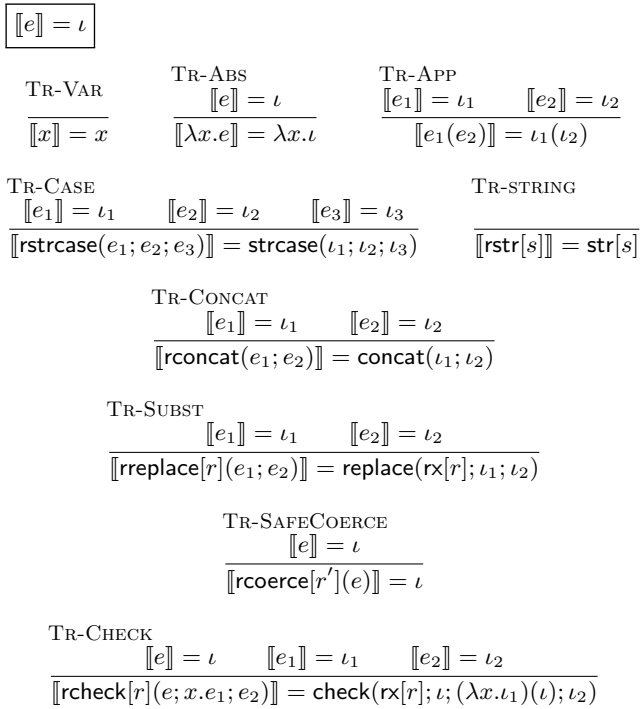 ⟦e⟧ = ι
Tr-Var
⟦x⟧ = x
Tr-Abs
⟦e⟧ = ι
⟦λx.e⟧ = λx.ι
Tr-App
⟦e₁⟧ = ι₁ ⟦e₂⟧ = ι₂
⟦e₁(e₂)⟧ = ι₁(ι₂)
Tr-Case
⟦e₁⟧ = ι₁ ⟦e₂⟧ = ι₂ ⟦e₃⟧ = ι₃
⟦rstrcase(e₁; e₂; e₃)⟧ = strcase(ι₁; ι₂; ι₃)
Tr-string
⟦rstr[s]⟧ = str[s]
Tr-Concat
⟦e₁⟧ = ι₁ ⟦e₂⟧ = ι₂
⟦rconcat(e₁; e₂)⟧ = concat(ι₁; ι₂)
Tr-Subst
⟦e₁⟧ = ι₁ ⟦e₂⟧ = ι₂
⟦rreplace[r](e₁; e₂)⟧ = replace(rx[r]; ι₁; ι₂)
Tr-SafeCoerce
⟦e⟧ = ι
⟦rcoerce[r′](e)⟧ = ι
Tr-Check
⟦e⟧ = ι ⟦e₁⟧ = ι₁ ⟦e₂⟧ = ι₂
⟦rcheck[r](e; x.e₁; e₂)⟧ = check(rx[r]; ι; (λx.ι₁)(ι); ι₂)